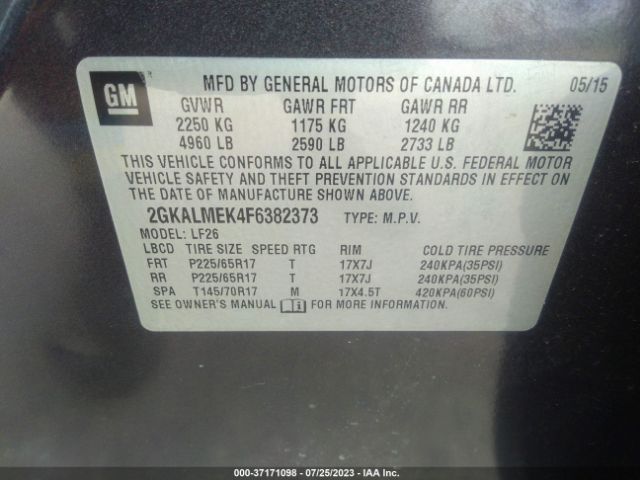 GM
MFD BY GENERAL MOTORS OF CANADA LTD. 05/15
GVWR GAWR FRT GAWR RR
2250 KG 1175 KG 1240 KG
4960 LB 2590 LB 2733 LB
THIS VEHICLE CONFORMS TO ALL APPLICABLE U.S. FEDERAL MOTOR
VEHICLE SAFETY AND THEFT PREVENTION STANDARDS IN EFFECT ON
THE DATE OF MANUFACTURE SHOWN ABOVE.
2GKALMEK4F6382373 TYPE: M.P.V.
MODEL: LF26
LBCD TIRE SIZE SPEED RTG RIM COLD TIRE PRESSURE
FRT P225/65R17 T 17X7J 240KPA(35PSI)
RR P225/65R17 T 17X7J 240KPA(35PSI)
SPA T145/70R17 M 17X4.5T 420KPA(60PSI)
SEE OWNER'S MANUAL FOR MORE INFORMATION.
000-37171098 - 07/25/2023 - IAA Inc.